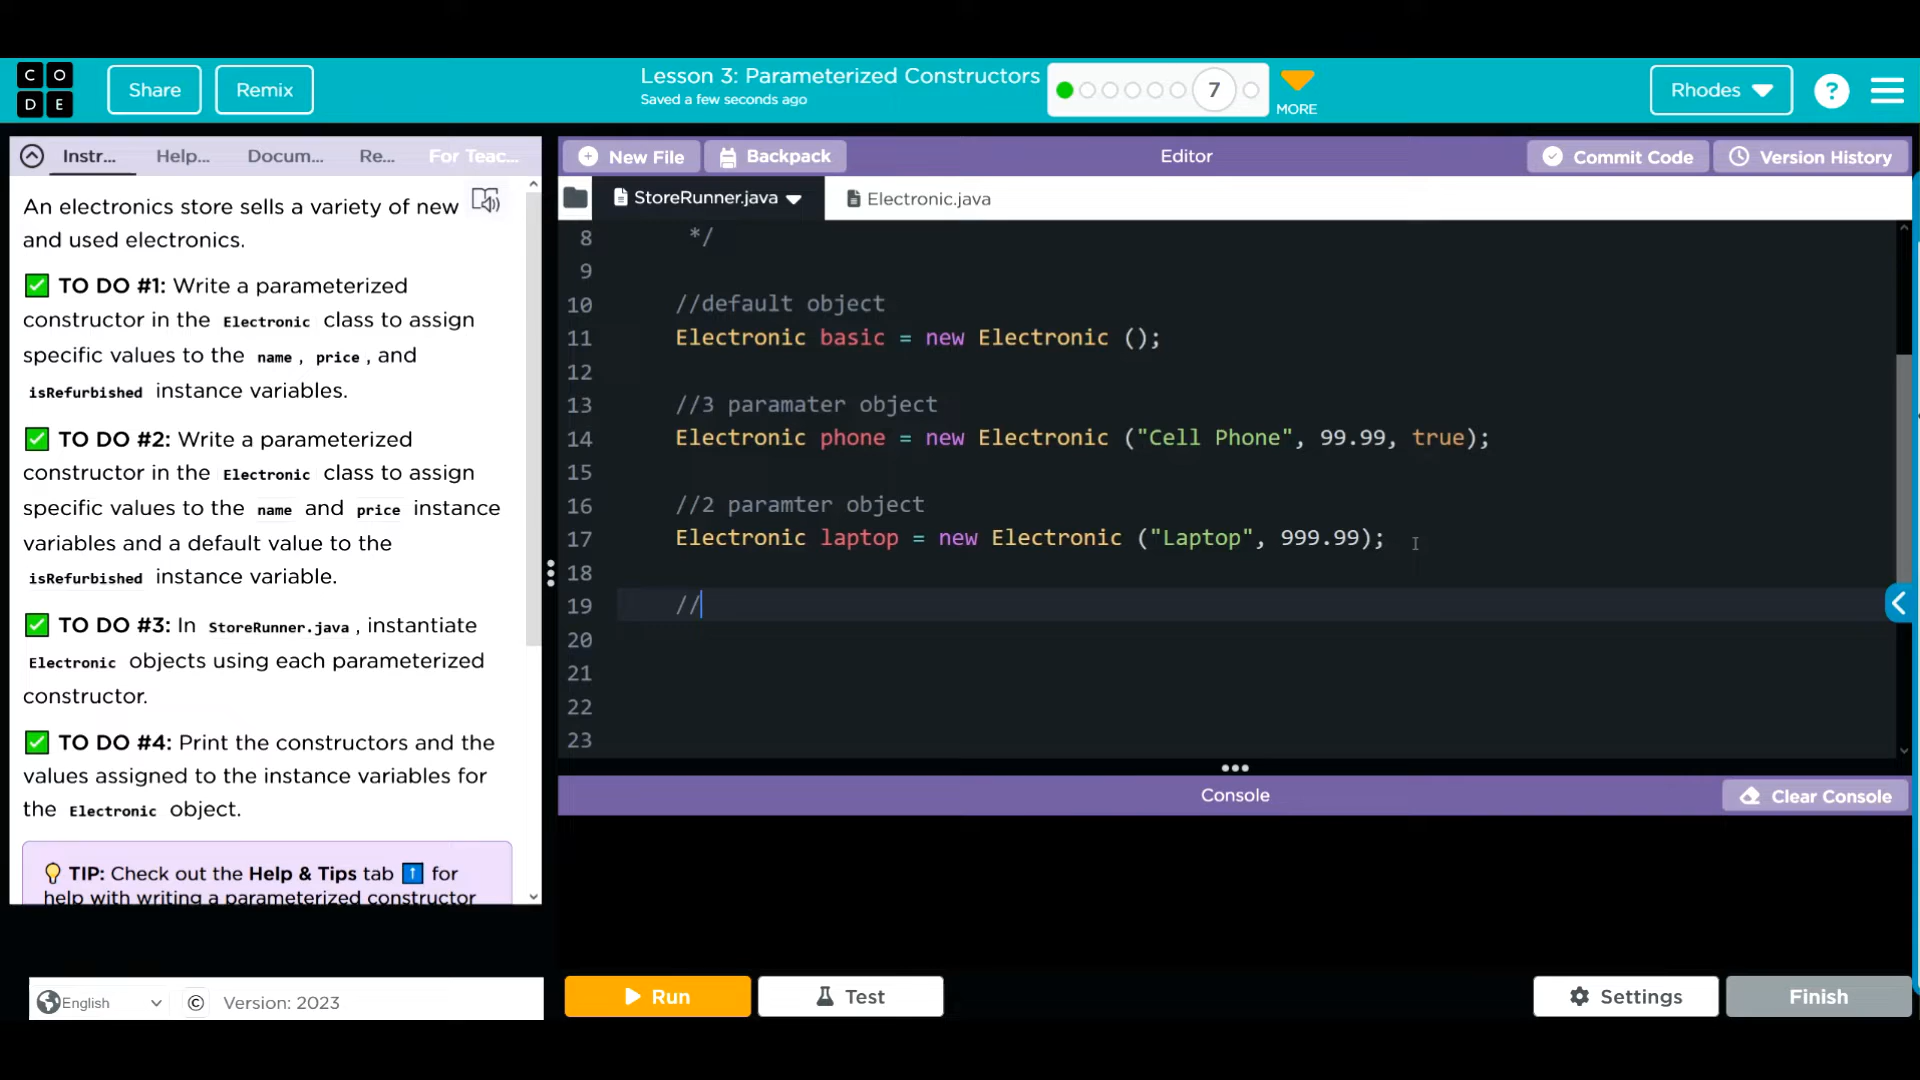 C O
D E
Share
Remix
Lesson 3: Parameterized Constructors
Saved a few seconds ago
7
MORE
Rhodes
?
Instr...
Help...
Docum...
Re...
For Teac...
An electronics store sells a variety of new
and used electronics.
TO DO #1: Write a parameterized
constructor in the Electronic class to assign
specific values to the name, price, and
isRefurbished instance variables.
TO DO #2: Write a parameterized
constructor in the Electronic class to assign
specific values to the name and price instance
variables and a default value to the
isRefurbished instance variable.
TO DO #3: In StoreRunner.java, instantiate
Electronic objects using each parameterized
constructor.
TO DO #4: Print the constructors and the
values assigned to the instance variables for
the Electronic object.
TIP: Check out the Help & Tips tab for
help with writing a parameterized constructor
English
© Version: 2023
New File
Backpack
Editor
Commit Code
Version History
StoreRunner.java
Electronic.java
8 */
9
10 //default object
11 Electronic basic = new Electronic ();
12
13 //3 paramater object
14 Electronic phone = new Electronic ("Cell Phone", 99.99, true);
15
16 //2 paramter object
17 Electronic laptop = new Electronic ("Laptop", 999.99);
18
19 //
20
21
22
23
Console
Clear Console
Run
Test
Settings
Finish